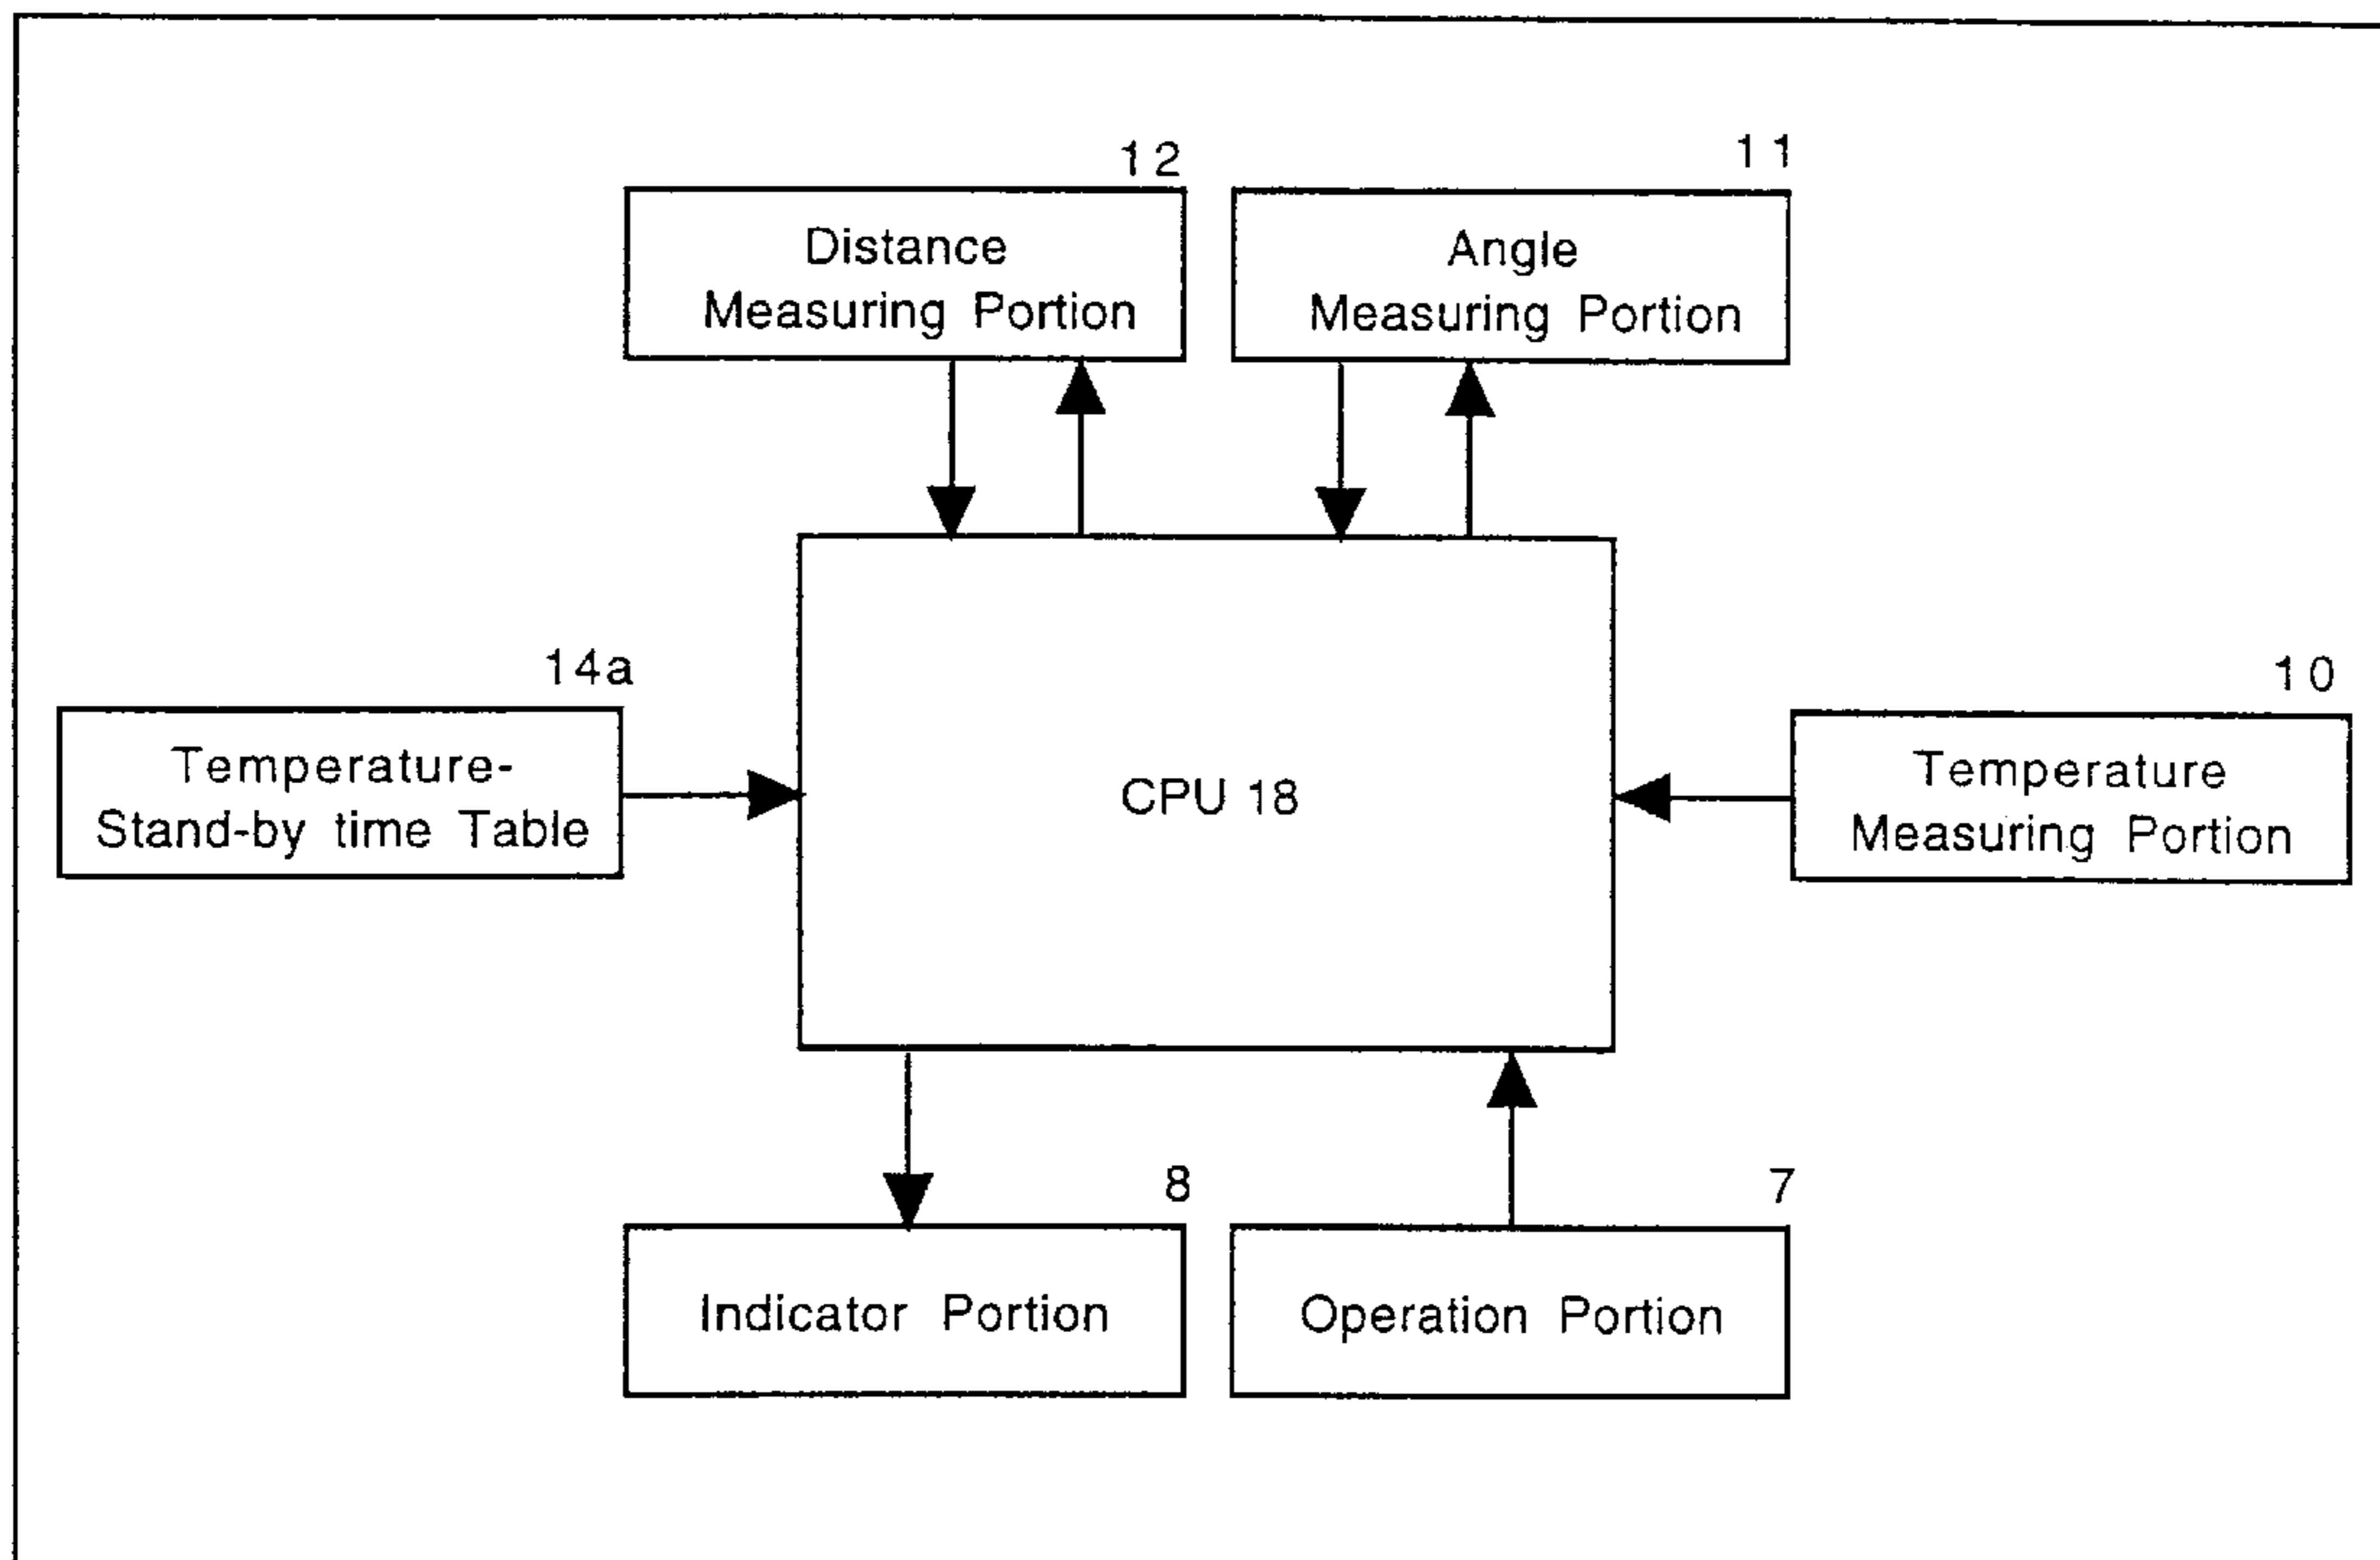 12
Distance
Measuring Portion
11
Angle
Measuring Portion
14a
Temperature-
Stand-by time Table
CPU 18
10
Temperature
Measuring Portion
8
Indicator Portion
7
Operation Portion